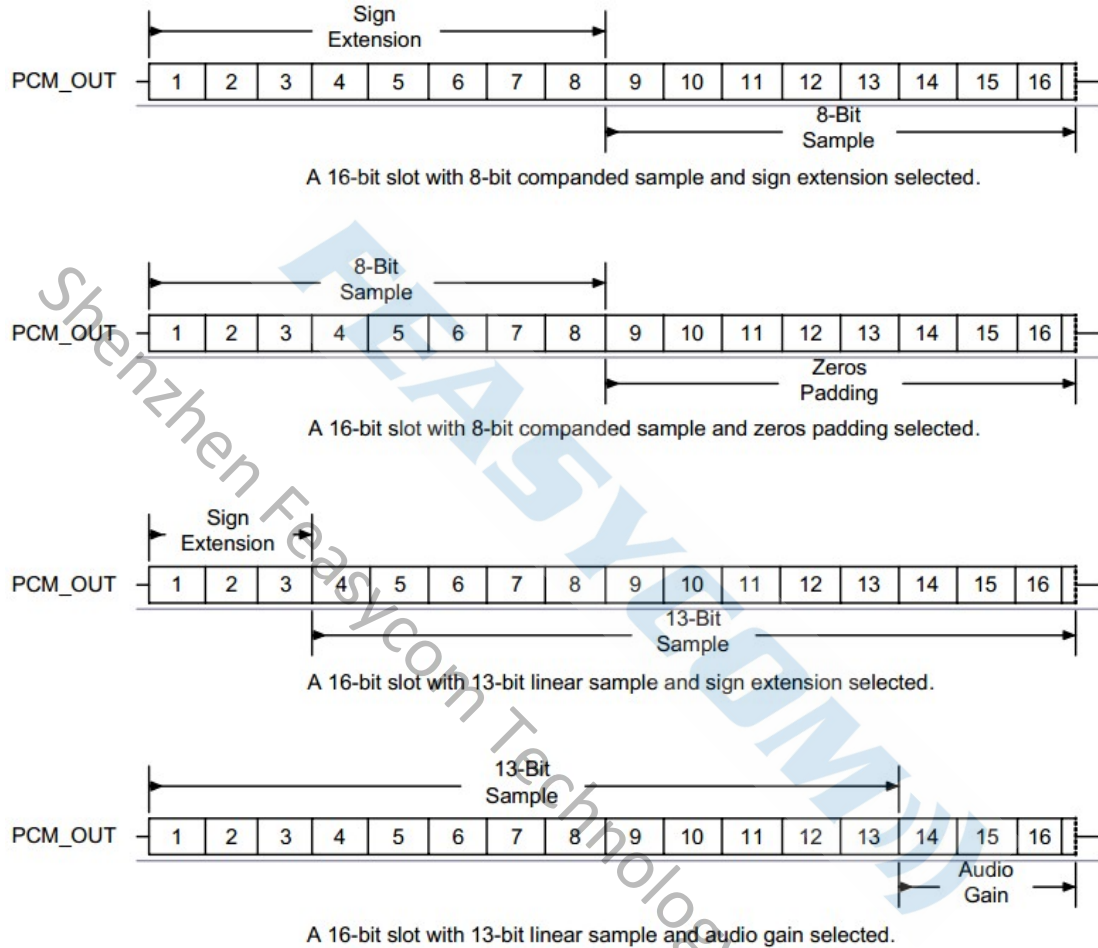 Sign
Extension
PCM_OUT 1 2 3 4 5 6 7 8 9 10 11 12 13 14 15 16
8-Bit
Sample
A 16-bit slot with 8-bit companded sample and sign extension selected.
8-Bit
Sample
PCM_OUT 1 2 3 4 5 6 7 8 9 10 11 12 13 14 15 16
Zeros
Padding
A 16-bit slot with 8-bit companded sample and zeros padding selected.
Sign
Extension
PCM_OUT 1 2 3 4 5 6 7 8 9 10 11 12 13 14 15 16
13-Bit
Sample
A 16-bit slot with 13-bit linear sample and sign extension selected.
13-Bit
Sample
PCM_OUT 1 2 3 4 5 6 7 8 9 10 11 12 13 14 15 16
Audio
Gain
A 16-bit slot with 13-bit linear sample and audio gain selected.
FEASYCOM
Shenzhen Feasycom Technology